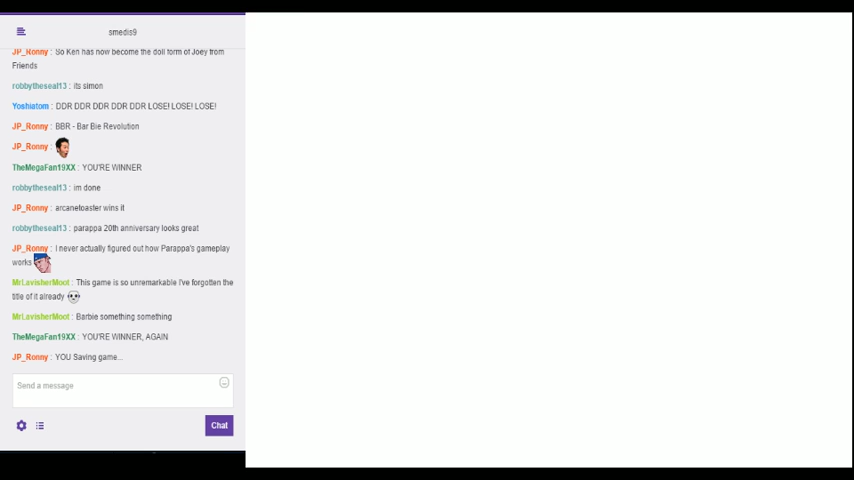 smedis9
JP_Ronny : So Ken has now become the doll form of Joey from
Friends
robbytheseal13 : its simon
Yoshiatom : DDR DDR DDR DDR DDR LOSE! LOSE! LOSE!
JP_Ronny : BBR - Bar Bie Revolution
JP_Ronny :
TheMegaFan19XX : YOU'RE WINNER
robbytheseal13 : im done
JP_Ronny : arcanetoaster wins it
robbytheseal13 : parappa 20th anniversary looks great
JP_Ronny : I never actually figured out how Parappa's gameplay
works
MrLavisherMoot : This game is so unremarkable I've forgotten the
title of it already
MrLavisherMoot : Barbie something something
TheMegaFan19XX : YOU'RE WINNER, AGAIN
JP_Ronny : YOU Saving game...
Send a message
Chat